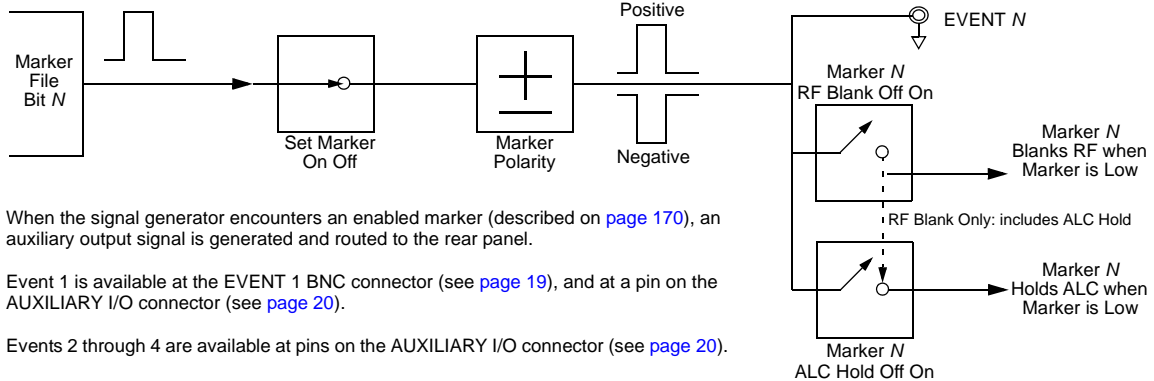 Positive
EVENT N
Marker
File
Bit N
Marker N
RF Blank Off On
Set Marker
On Off
Marker
Polarity
Negative
Marker N
Blanks RF when
Marker is Low
When the signal generator encounters an enabled marker (described on page 170), an
auxiliary output signal is generated and routed to the rear panel.
RF Blank Only: includes ALC Hold
Event 1 is available at the EVENT 1 BNC connector (see page 19), and at a pin on the
AUXILIARY I/O connector (see page 20).
Marker N
Holds ALC when
Marker is Low
Events 2 through 4 are available at pins on the AUXILIARY I/O connector (see page 20).
Marker N
ALC Hold Off On